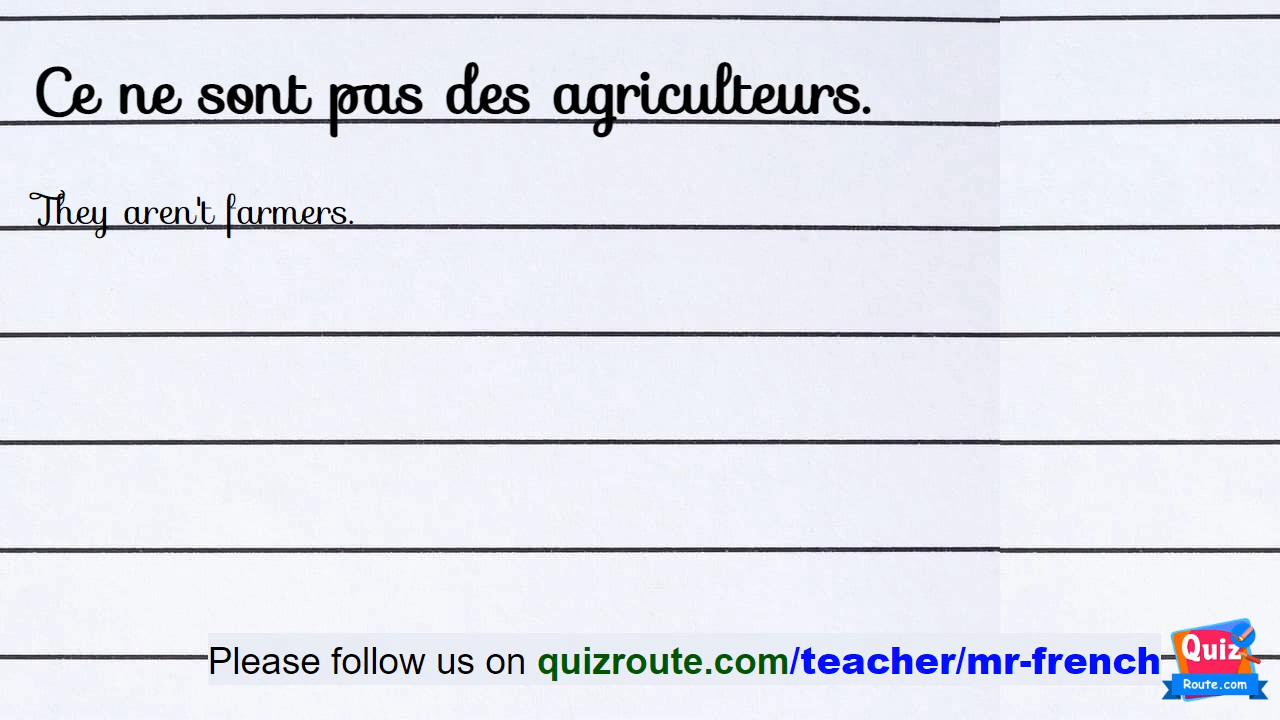 Ce ne sont pas des agriculteurs.
They aren't farmers.
Please follow us on quizroute.com/teacher/mr-french
Quiz
Route.com